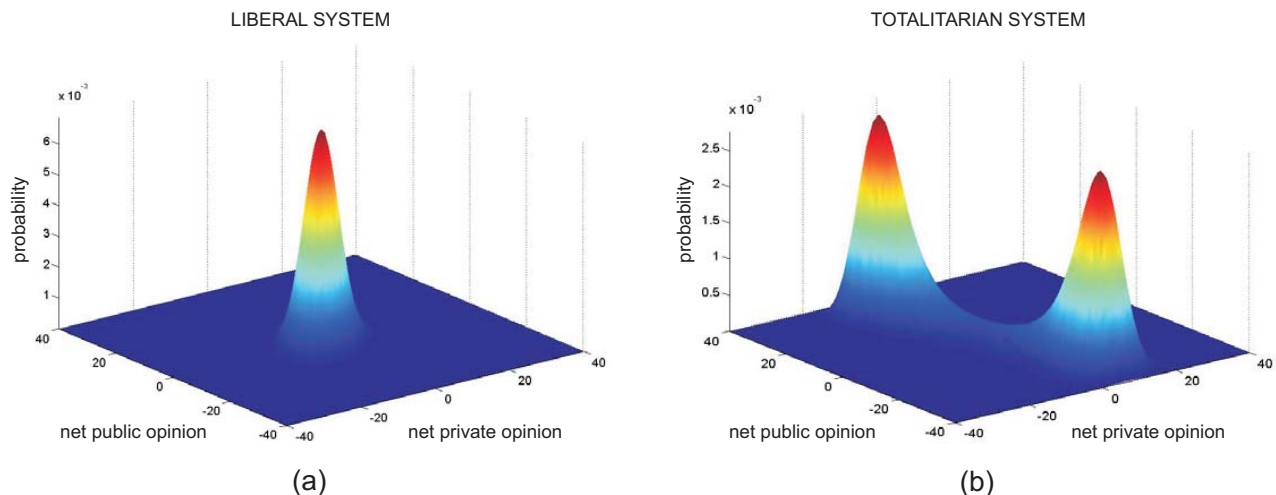 LIBERAL SYSTEM
x 10⁻³
6
5
4
3
2
1
probability
40
20
0
-20
-40
net public opinion
-40
-20
0
20
40
net private opinion
(a)
TOTALITARIAN SYSTEM
x 10⁻³
2.5
2
1.5
1
0.5
probability
40
20
0
-20
-40
net public opinion
-40
-20
0
20
40
net private opinion
(b)